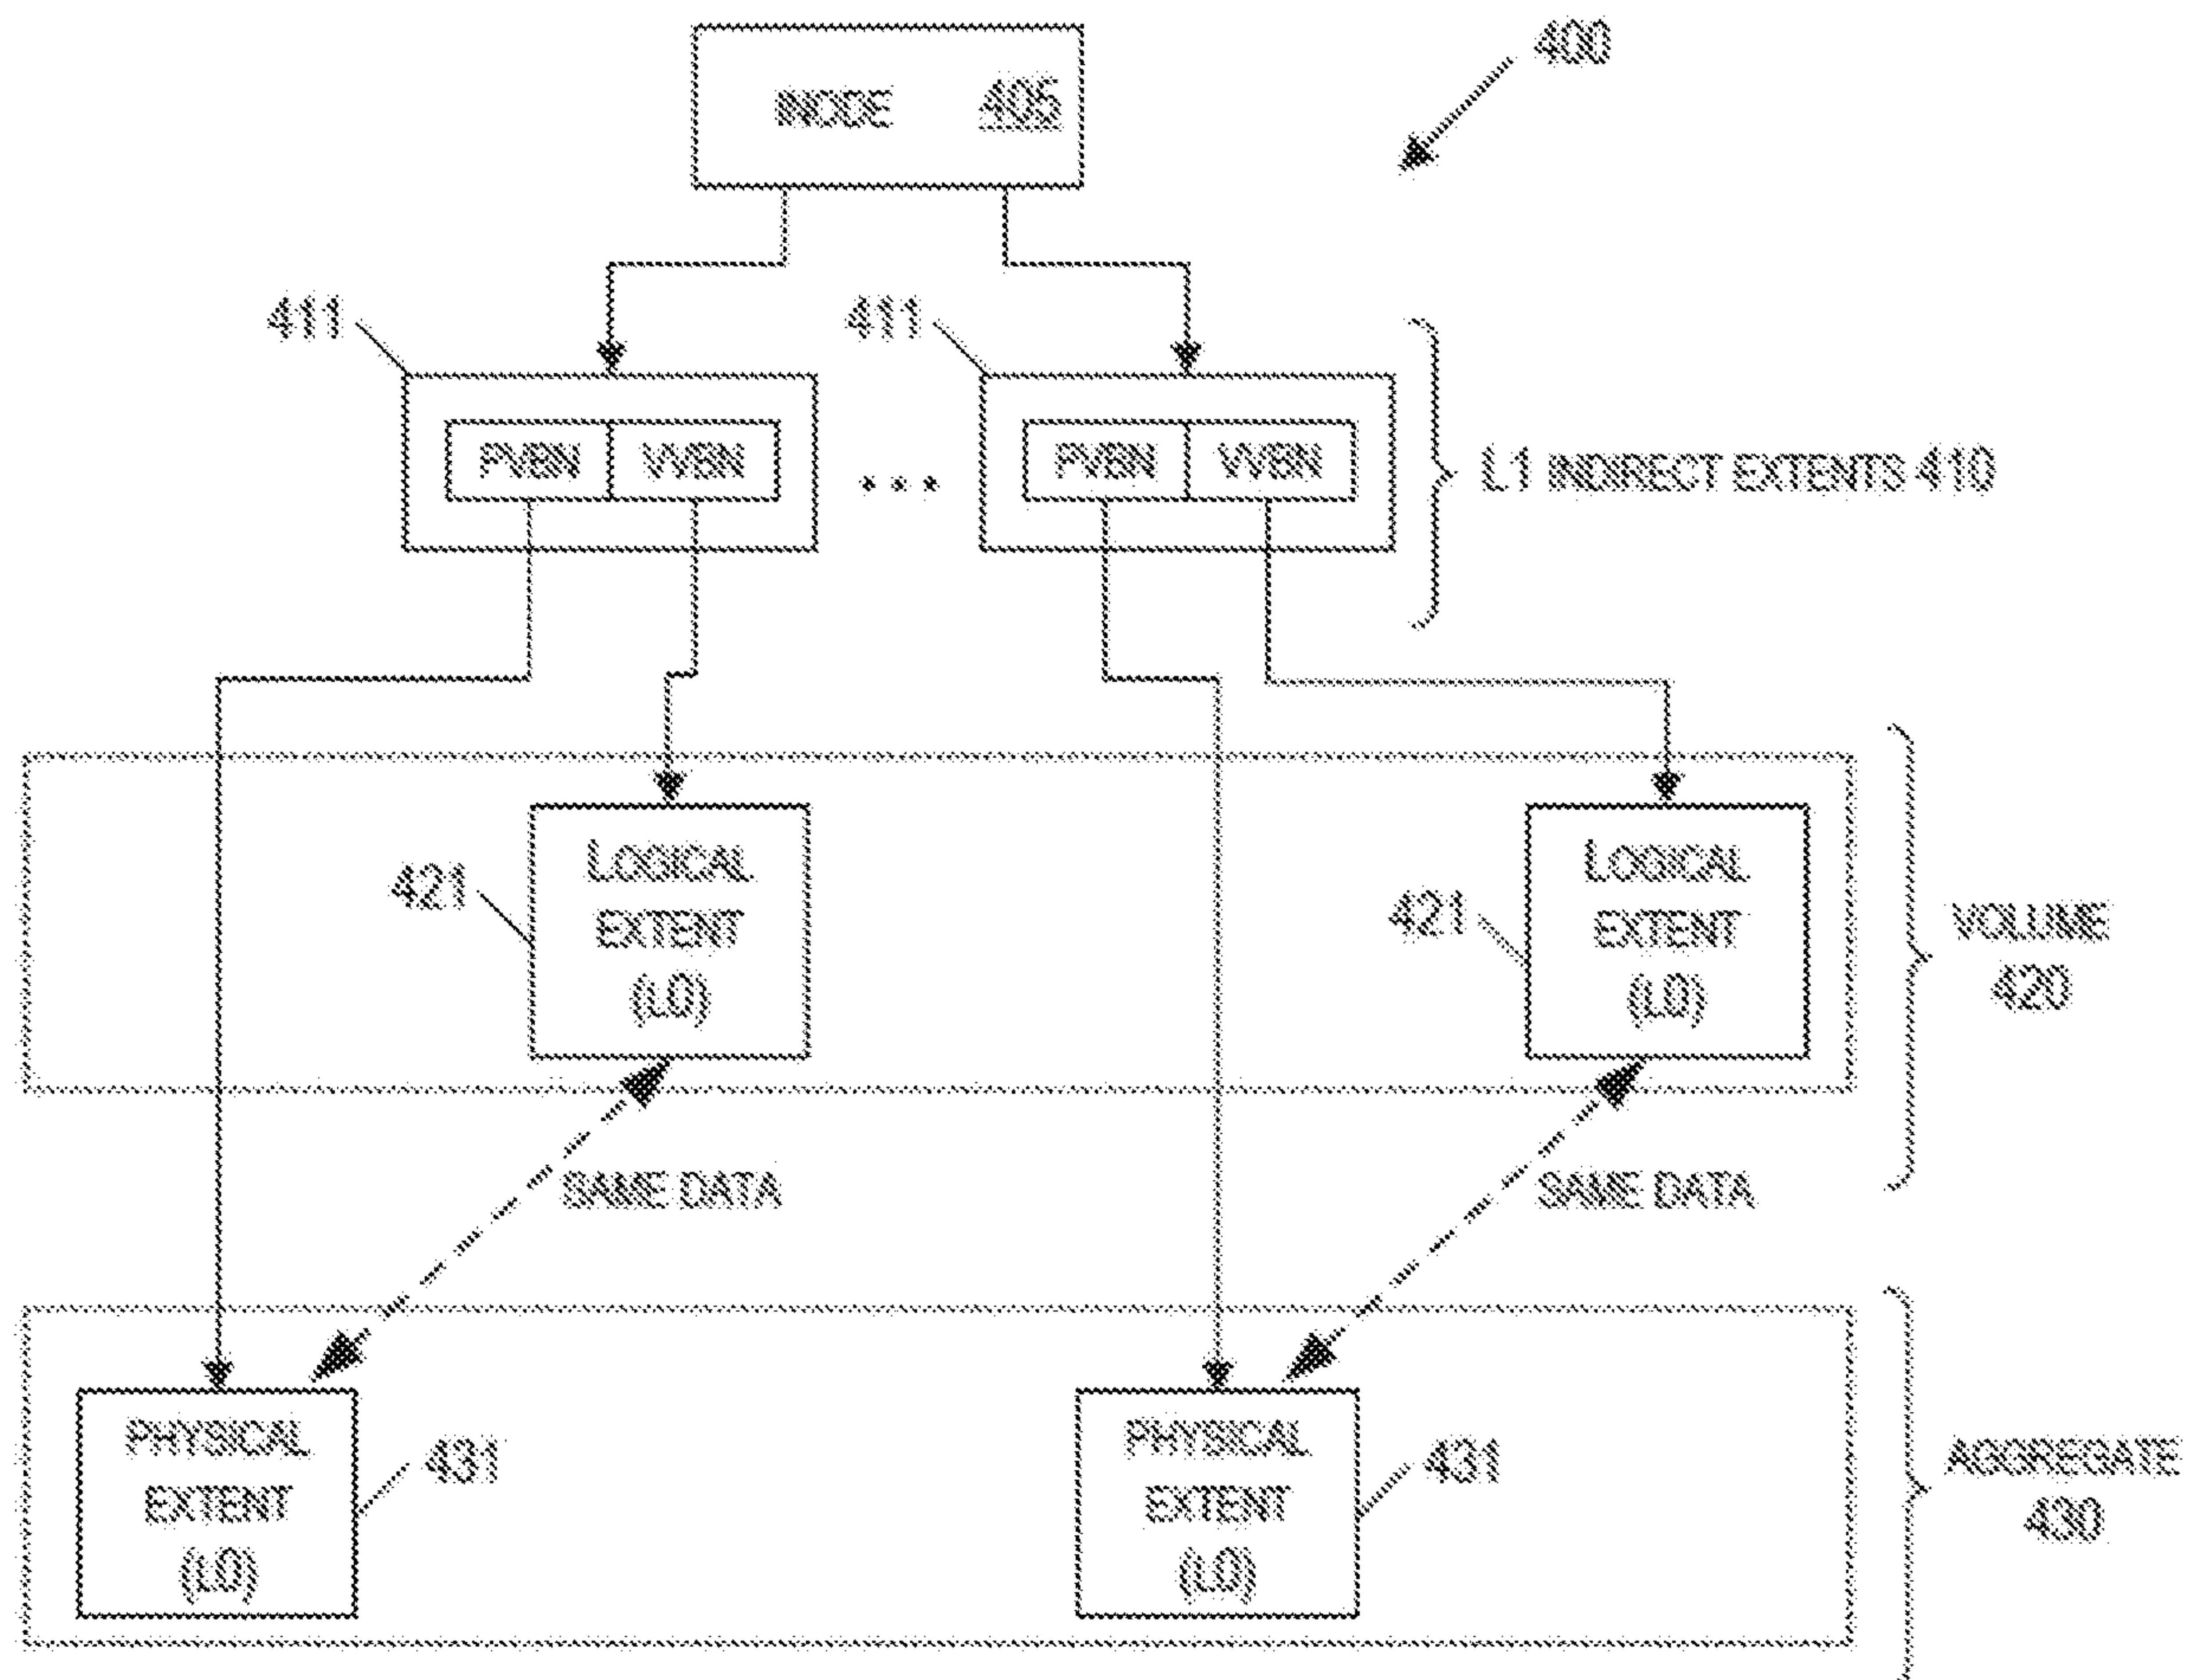 400
INODE 405
411
411
PVBN VVBN
...
PVBN VVBN
L1 INDIRECT EXTENTS 410
421
LOGICAL
EXTENT
(L0)
421
LOGICAL
EXTENT
(L0)
VOLUME
420
SAME DATA
SAME DATA
PHYSICAL
EXTENT
(L0)
431
PHYSICAL
EXTENT
(L0)
431
AGGREGATE
430